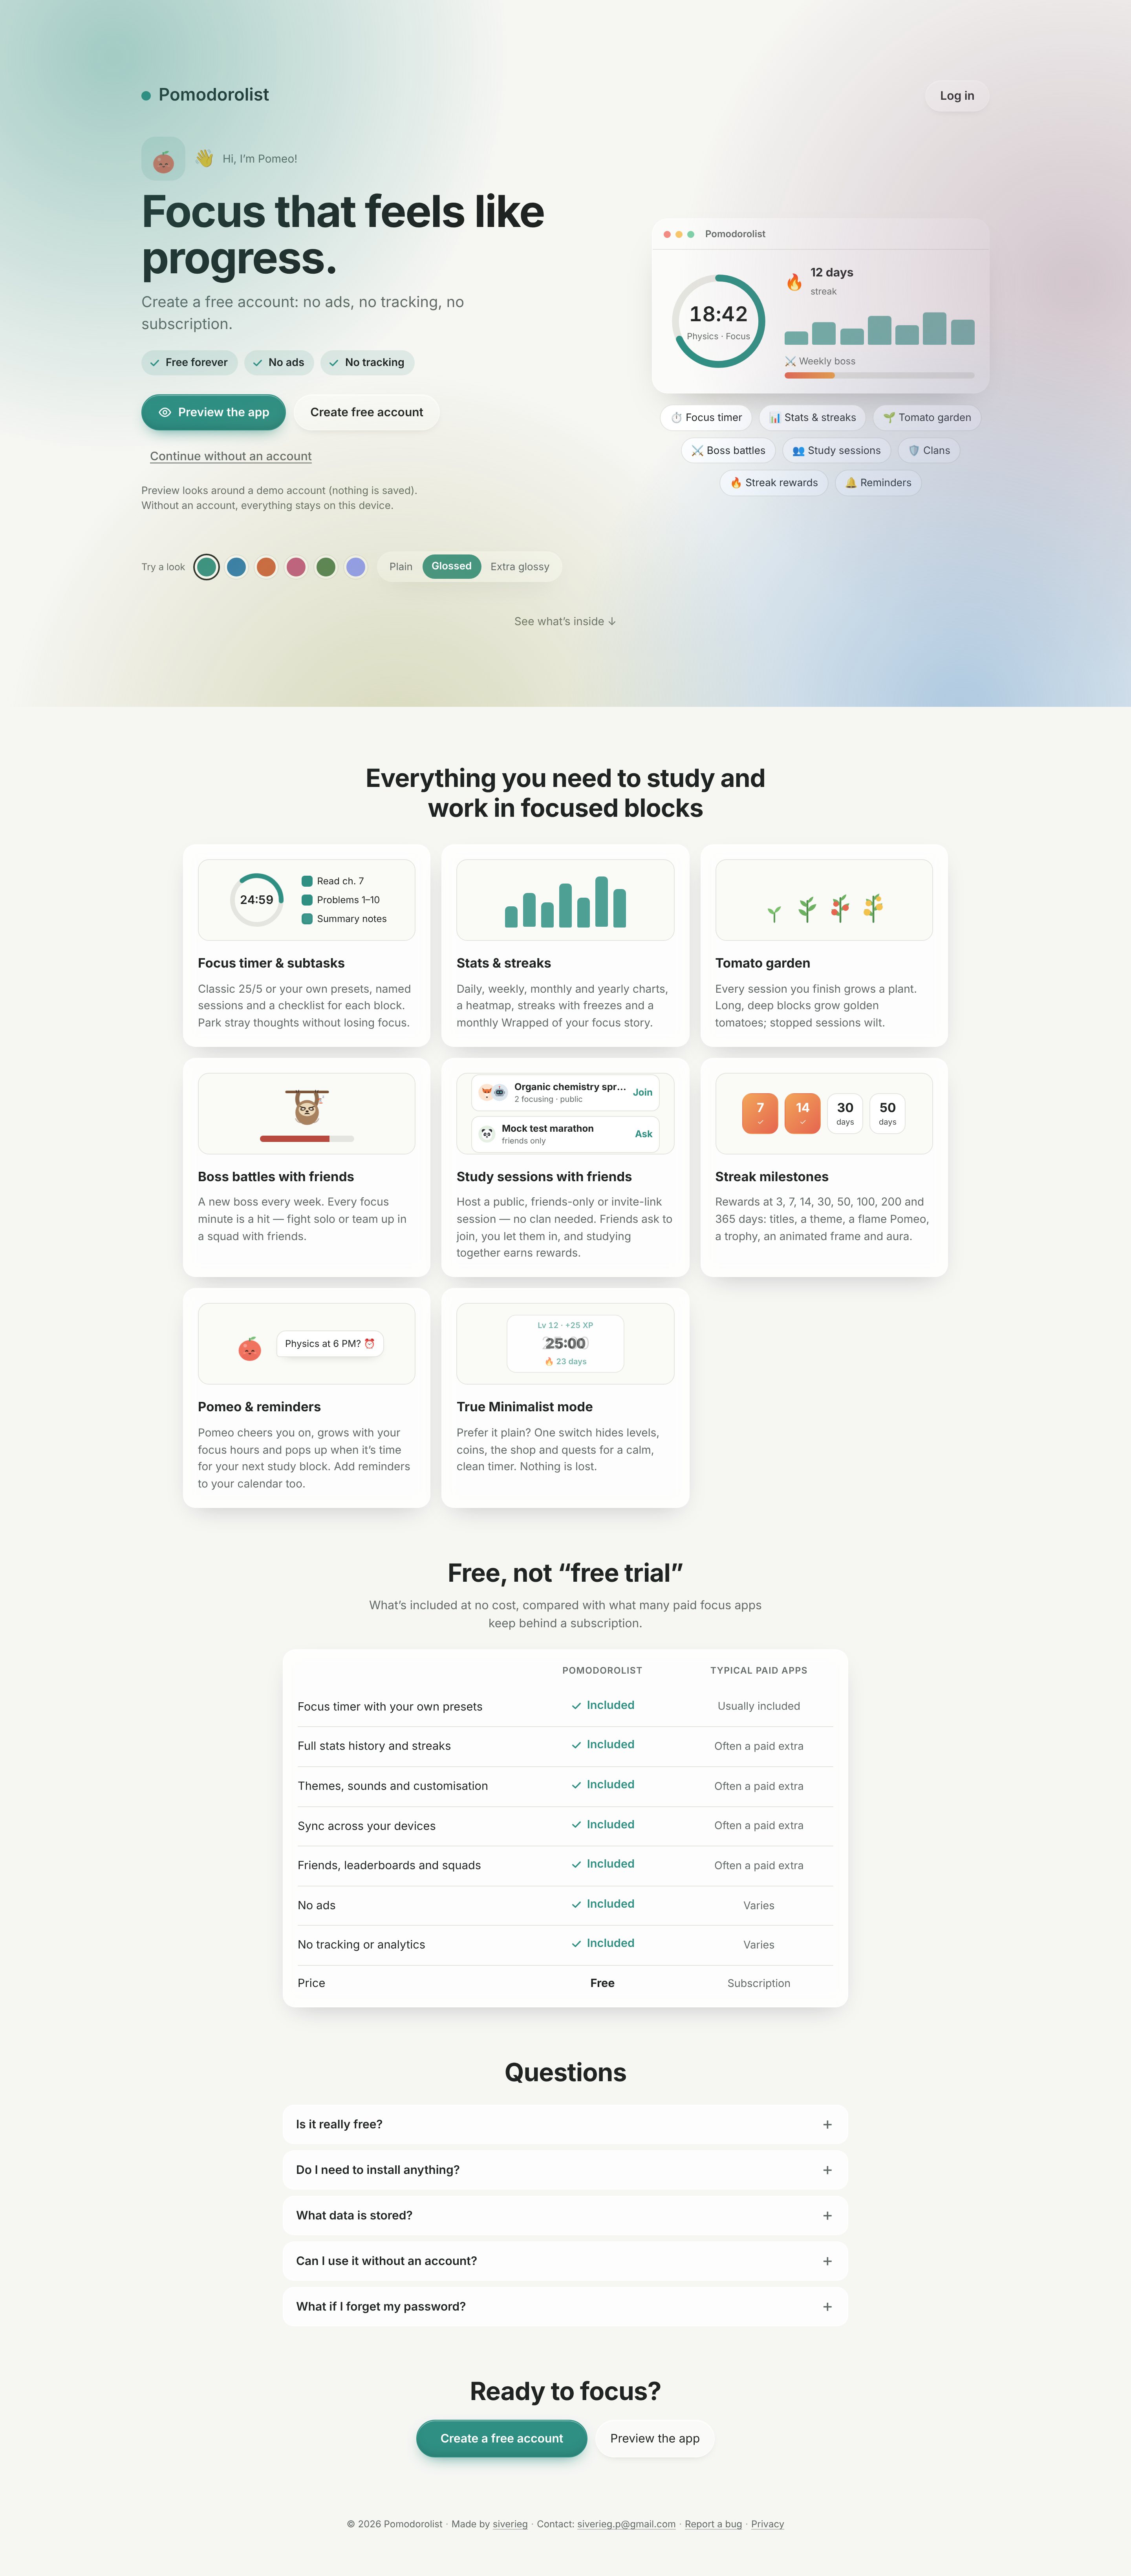 Pomodorolist
Log in
👋 Hi, I'm Pomeo!
Focus that feels like
progress.
Create a free account: no ads, no tracking, no
subscription.
✓ Free forever ✓ No ads ✓ No tracking
Preview the app Create free account
Continue without an account
Preview looks around a demo account (nothing is saved).
Without an account, everything stays on this device.
Try a look Plain Glossed Extra glossy
Pomodorolist
18:42
Physics · Focus
🔥 12 days
streak
⚔️ Weekly boss
⏱️ Focus timer 📊 Stats & streaks 🌱 Tomato garden
⚔️ Boss battles 👥 Study sessions 🛡️ Clans
🔥 Streak rewards 🔔 Reminders
See what's inside ↓
Everything you need to study and
work in focused blocks
24:59
Read ch. 7
Problems 1–10
Summary notes
Focus timer & subtasks
Classic 25/5 or your own presets, named
sessions and a checklist for each block.
Park stray thoughts without losing focus.
Stats & streaks
Daily, weekly, monthly and yearly charts,
a heatmap, streaks with freezes and a
monthly Wrapped of your focus story.
Tomato garden
Every session you finish grows a plant.
Long, deep blocks grow golden
tomatoes; stopped sessions wilt.
Boss battles with friends
A new boss every week. Every focus
minute is a hit — fight solo or team up in
a squad with friends.
Organic chemistry spr… Join
2 focusing · public
Mock test marathon Ask
friends only
Study sessions with friends
Host a public, friends-only or invite-link
session — no clan needed. Friends ask to
join, you let them in, and studying
together earns rewards.
7 14 30 50
✓ ✓ days days
Streak milestones
Rewards at 3, 7, 14, 30, 50, 100, 200 and
365 days: titles, a theme, a flame Pomeo,
a trophy, an animated frame and aura.
Physics at 6 PM? ⏰
Pomeo & reminders
Pomeo cheers you on, grows with your
focus hours and pops up when it's time
for your next study block. Add reminders
to your calendar too.
Lv 12 · +25 XP
25:00
🔥 23 days
True Minimalist mode
Prefer it plain? One switch hides levels,
coins, the shop and quests for a calm,
clean timer. Nothing is lost.
Free, not “free trial”
What's included at no cost, compared with what many paid focus apps
keep behind a subscription.
POMODOROLIST TYPICAL PAID APPS
Focus timer with your own presets ✓ Included Usually included
Full stats history and streaks ✓ Included Often a paid extra
Themes, sounds and customisation ✓ Included Often a paid extra
Sync across your devices ✓ Included Often a paid extra
Friends, leaderboards and squads ✓ Included Often a paid extra
No ads ✓ Included Varies
No tracking or analytics ✓ Included Varies
Price Free Subscription
Questions
Is it really free? +
Do I need to install anything? +
What data is stored? +
Can I use it without an account? +
What if I forget my password? +
Ready to focus?
Create a free account Preview the app
© 2026 Pomodorolist · Made by siverieg · Contact: siverieg.p@gmail.com · Report a bug · Privacy